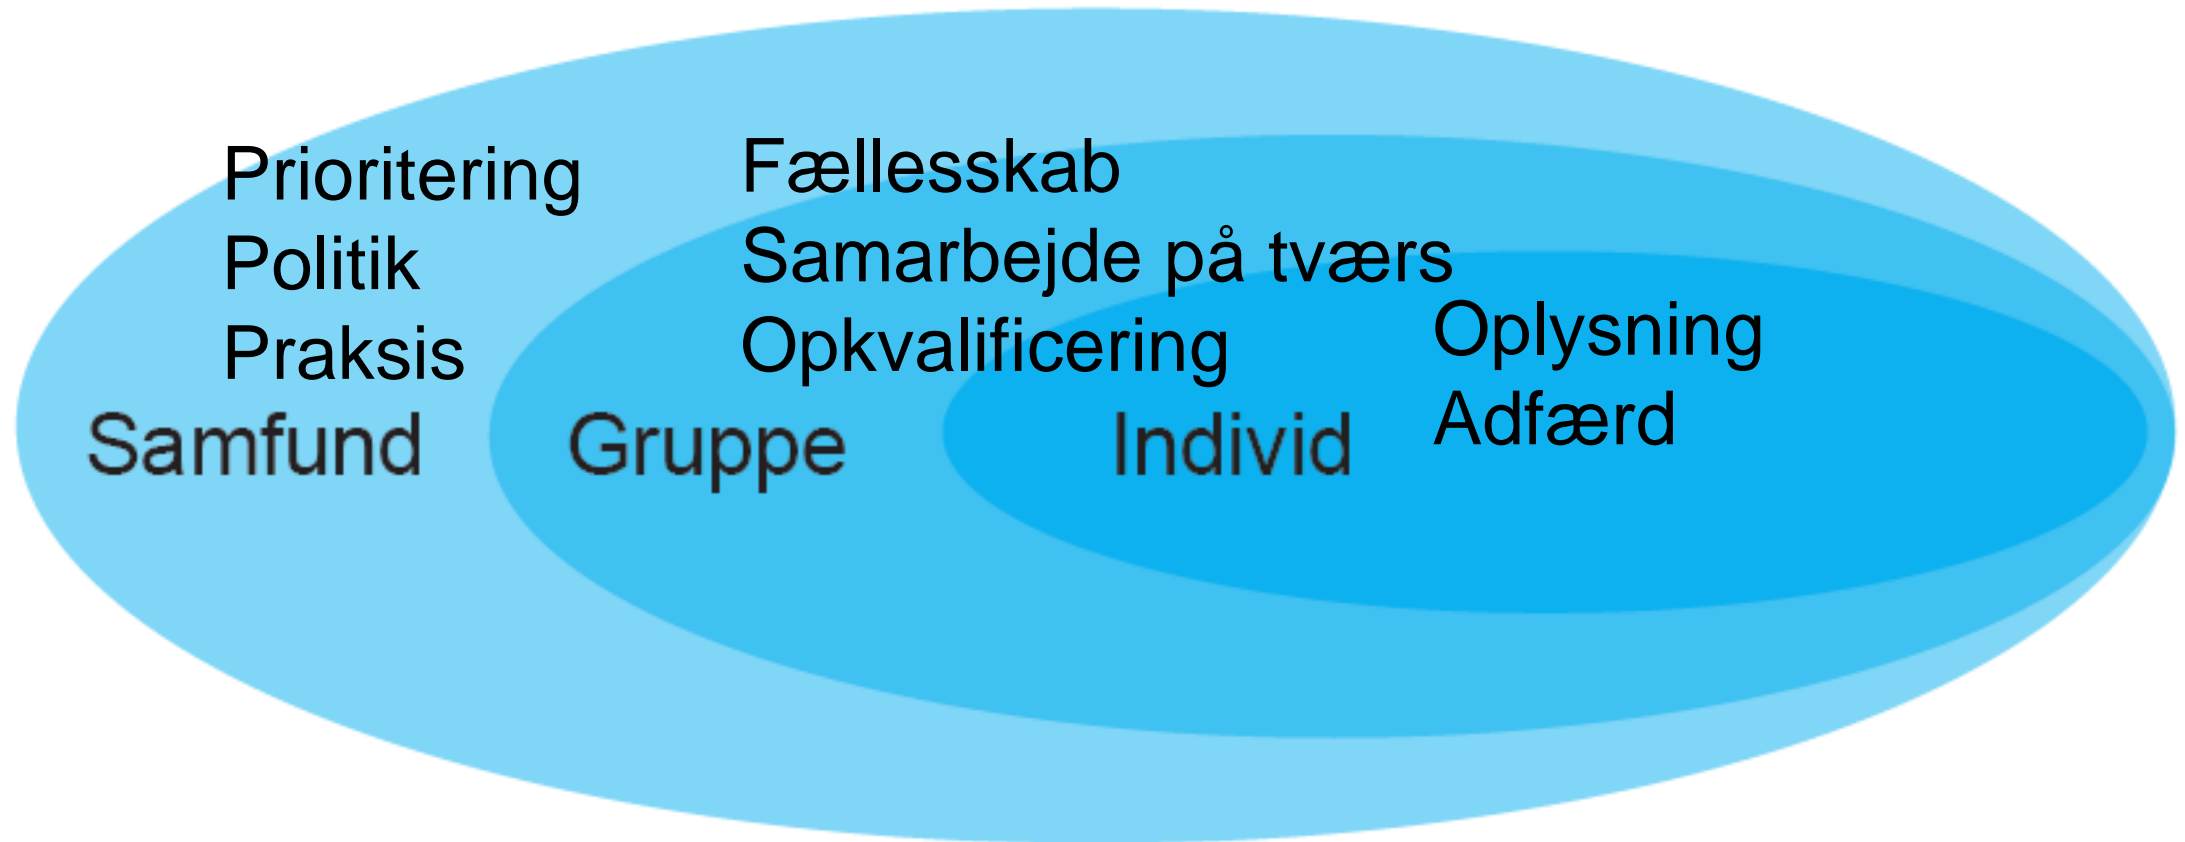 Prioritering
Politik
Praksis
Samfund
Fællesskab
Samarbejde på tværs
Opkvalificering
Gruppe
Oplysning
Adfærd
Individ